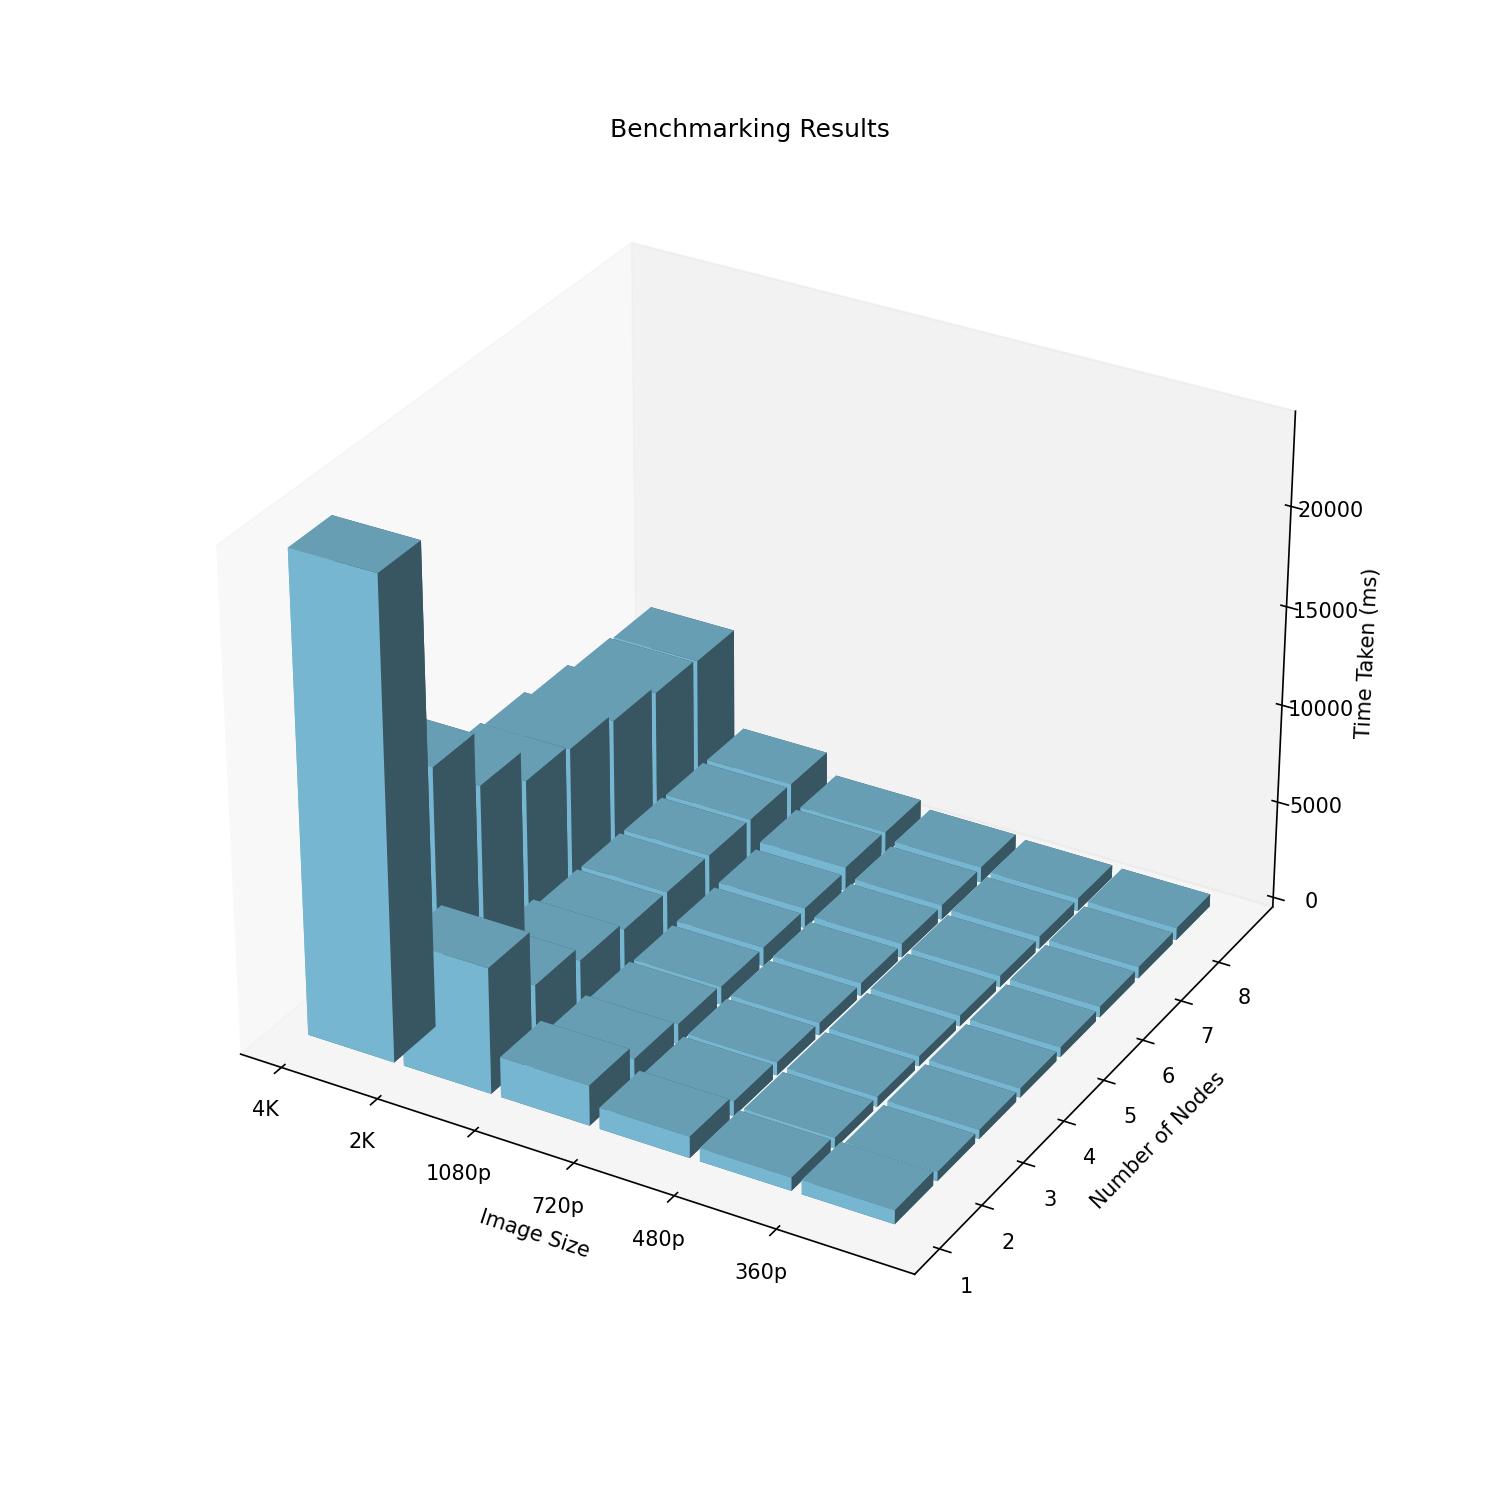 Benchmarking Results
20000
15000
10000
5000
0
Time Taken (ms)
4K
2K
1080p
720p
480p
360p
Image Size
1
2
3
4
5
6
7
8
Number of Nodes